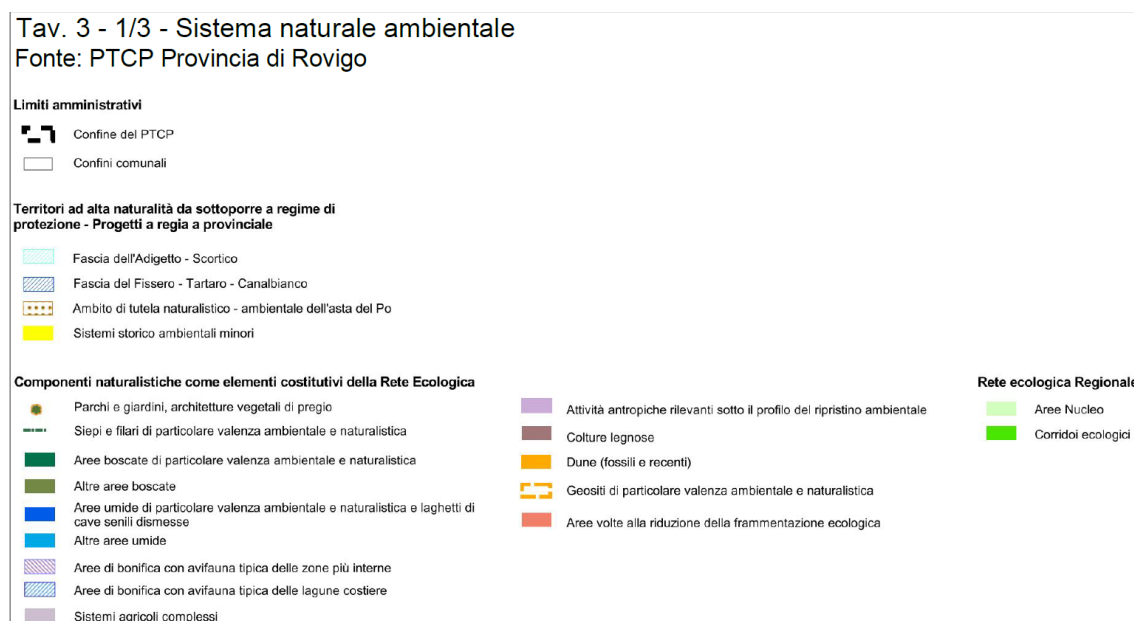 Tav. 3 - 1/3 - Sistema naturale ambientale
Fonte: PTCP Provincia di Rovigo
Limiti amministrativi
Confine del PTCP
Confini comunali
Territori ad alta naturalità da sottoporre a regime di
protezione - Progetti a regia a provinciale
Fascia dell'Adigetto - Scortico
Fascia del Fissero - Tartaro - Canalbianco
Ambito di tutela naturalistico - ambientale dell'asta del Po
Sistemi storico ambientali minori
Componenti naturalistiche come elementi costitutivi della Rete Ecologica
Parchi e giardini, architetture vegetali di pregio
Siepi e filari di particolare valenza ambientale e naturalistica
Aree boscate di particolare valenza ambientale e naturalistica
Altre aree boscate
Aree umide di particolare valenza ambientale e naturalistica e laghetti di
cave senili dismesse
Altre aree umide
Aree di bonifica con avifauna tipica delle zone più interne
Aree di bonifica con avifauna tipica delle lagune costiere
Sistemi agricoli complessi
Attività antropiche rilevanti sotto il profilo del ripristino ambientale
Colture legnose
Dune (fossili e recenti)
Geositi di particolare valenza ambientale e naturalistica
Aree volte alla riduzione della frammentazione ecologica
Rete ecologica Regionale
Aree Nucleo
Corridoi ecologici